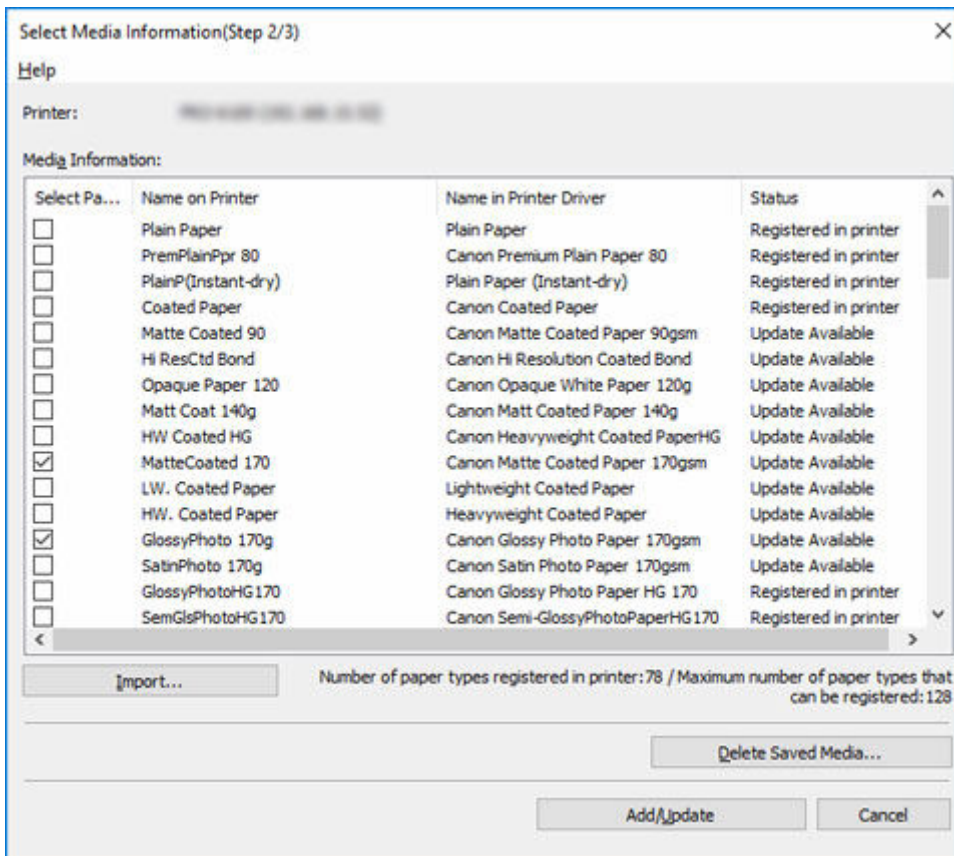 Select Media Information(Step 2/3)
Help
Printer:
Media Information:
Select Pa... Name on Printer Name in Printer Driver Status
Plain Paper Plain Paper Registered in printer
PremPlainPpr 80 Canon Premium Plain Paper 80 Registered in printer
PlainP(Instant-dry) Plain Paper (Instant-dry) Registered in printer
Coated Paper Canon Coated Paper Registered in printer
Matte Coated 90 Canon Matte Coated Paper 90gsm Update Available
Hi ResCtd Bond Canon Hi Resolution Coated Bond Update Available
Opaque Paper 120 Canon Opaque White Paper 120g Update Available
Matt Coat 140g Canon Matt Coated Paper 140g Update Available
HW Coated HG Canon Heavyweight Coated PaperHG Update Available
MatteCoated 170 Canon Matte Coated Paper 170gsm Update Available
LW. Coated Paper Lightweight Coated Paper Update Available
HW. Coated Paper Heavyweight Coated Paper Update Available
GlossyPhoto 170g Canon Glossy Photo Paper 170gsm Update Available
SatinPhoto 170g Canon Satin Photo Paper 170gsm Update Available
GlossyPhotoHG170 Canon Glossy Photo Paper HG 170 Registered in printer
SemGlsPhotoHG170 Canon Semi-GlossyPhotoPaperHG170 Registered in printer
Import... Number of paper types registered in printer:78 / Maximum number of paper types that
can be registered:128
Delete Saved Media...
Add/Update Cancel